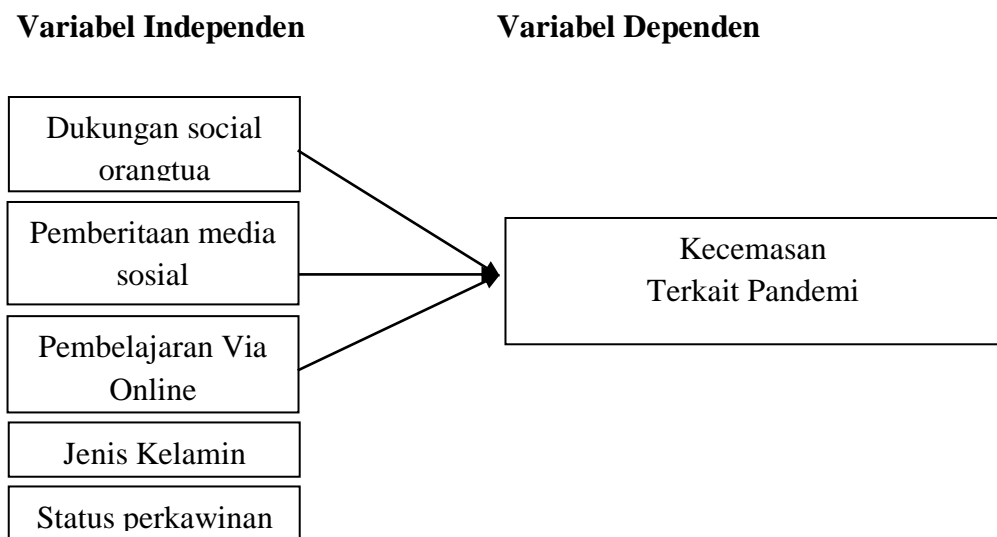 Variabel Independen
Variabel Dependen
Dukungan social
orangtua
Pemberitaan media
sosial
Pembelajaran Via
Online
Jenis Kelamin
Status perkawinan
Kecemasan
Terkait Pandemi